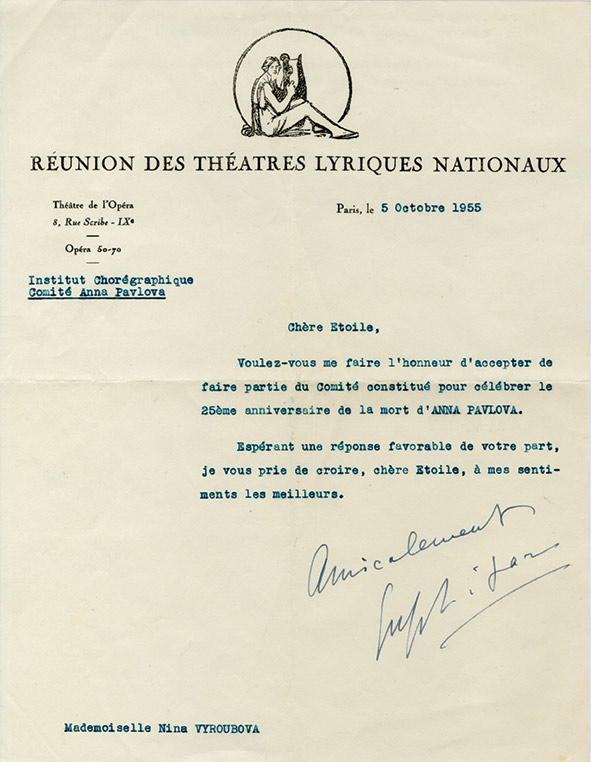 RÉUNION DES THÉATRES LYRIQUES NATIONAUX
Théâtre de l'Opéra
8, Rue Scribe - IXe
Opéra 50-70
Paris, le 5 Octobre 1955
Institut Chorégraphique
Comité Anna Pavlova
Chère Etoile,
Voulez-vous me faire l'honneur d'accepter de
faire partie du Comité constitué pour célébrer le
25ème anniversaire de la mort d'ANNA PAVLOVA.
Espérant une réponse favorable de votre part,
je vous prie de croire, chère Etoile, à mes senti-
ments les meilleurs.
Amicalement
Mademoiselle Nina VYROUBOVA